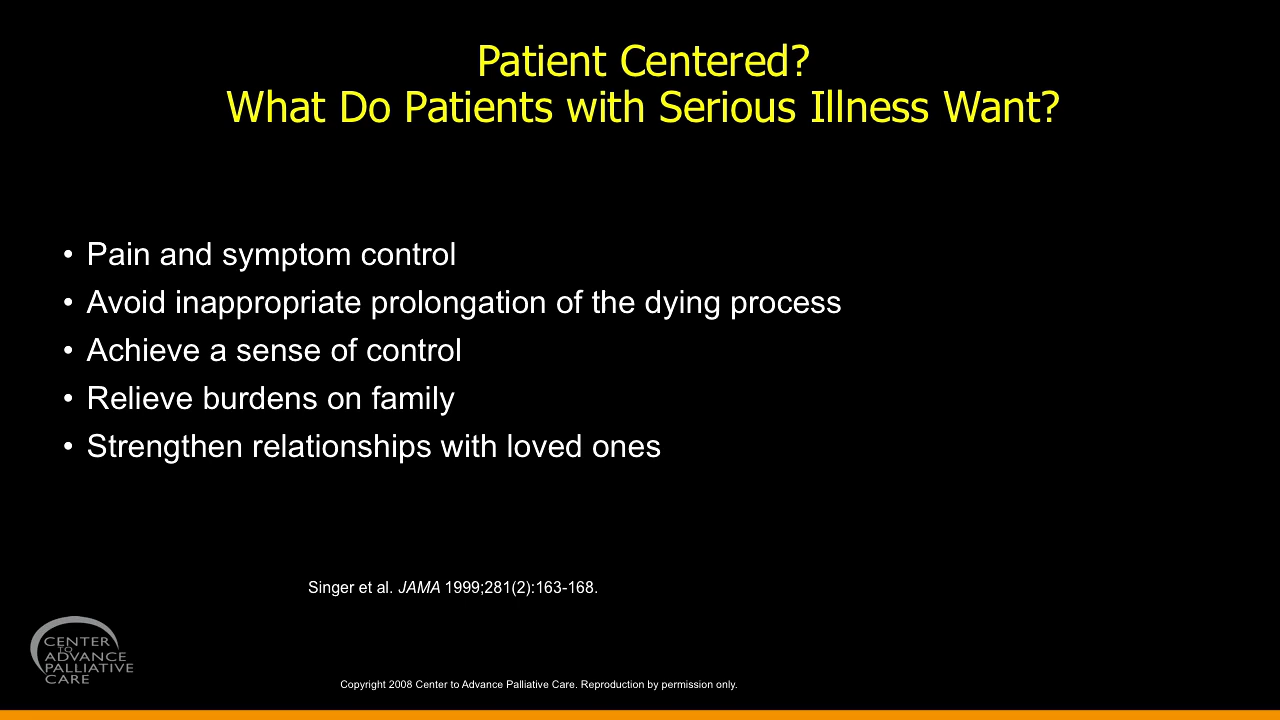 Patient Centered?
What Do Patients with Serious Illness Want?
• Pain and symptom control
• Avoid inappropriate prolongation of the dying process
• Achieve a sense of control
• Relieve burdens on family
• Strengthen relationships with loved ones
Singer et al. JAMA 1999;281(2):163-168.
CENTER
TO
ADVANCE
PALLIATIVE
CARE
Copyright 2008 Center to Advance Palliative Care. Reproduction by permission only.